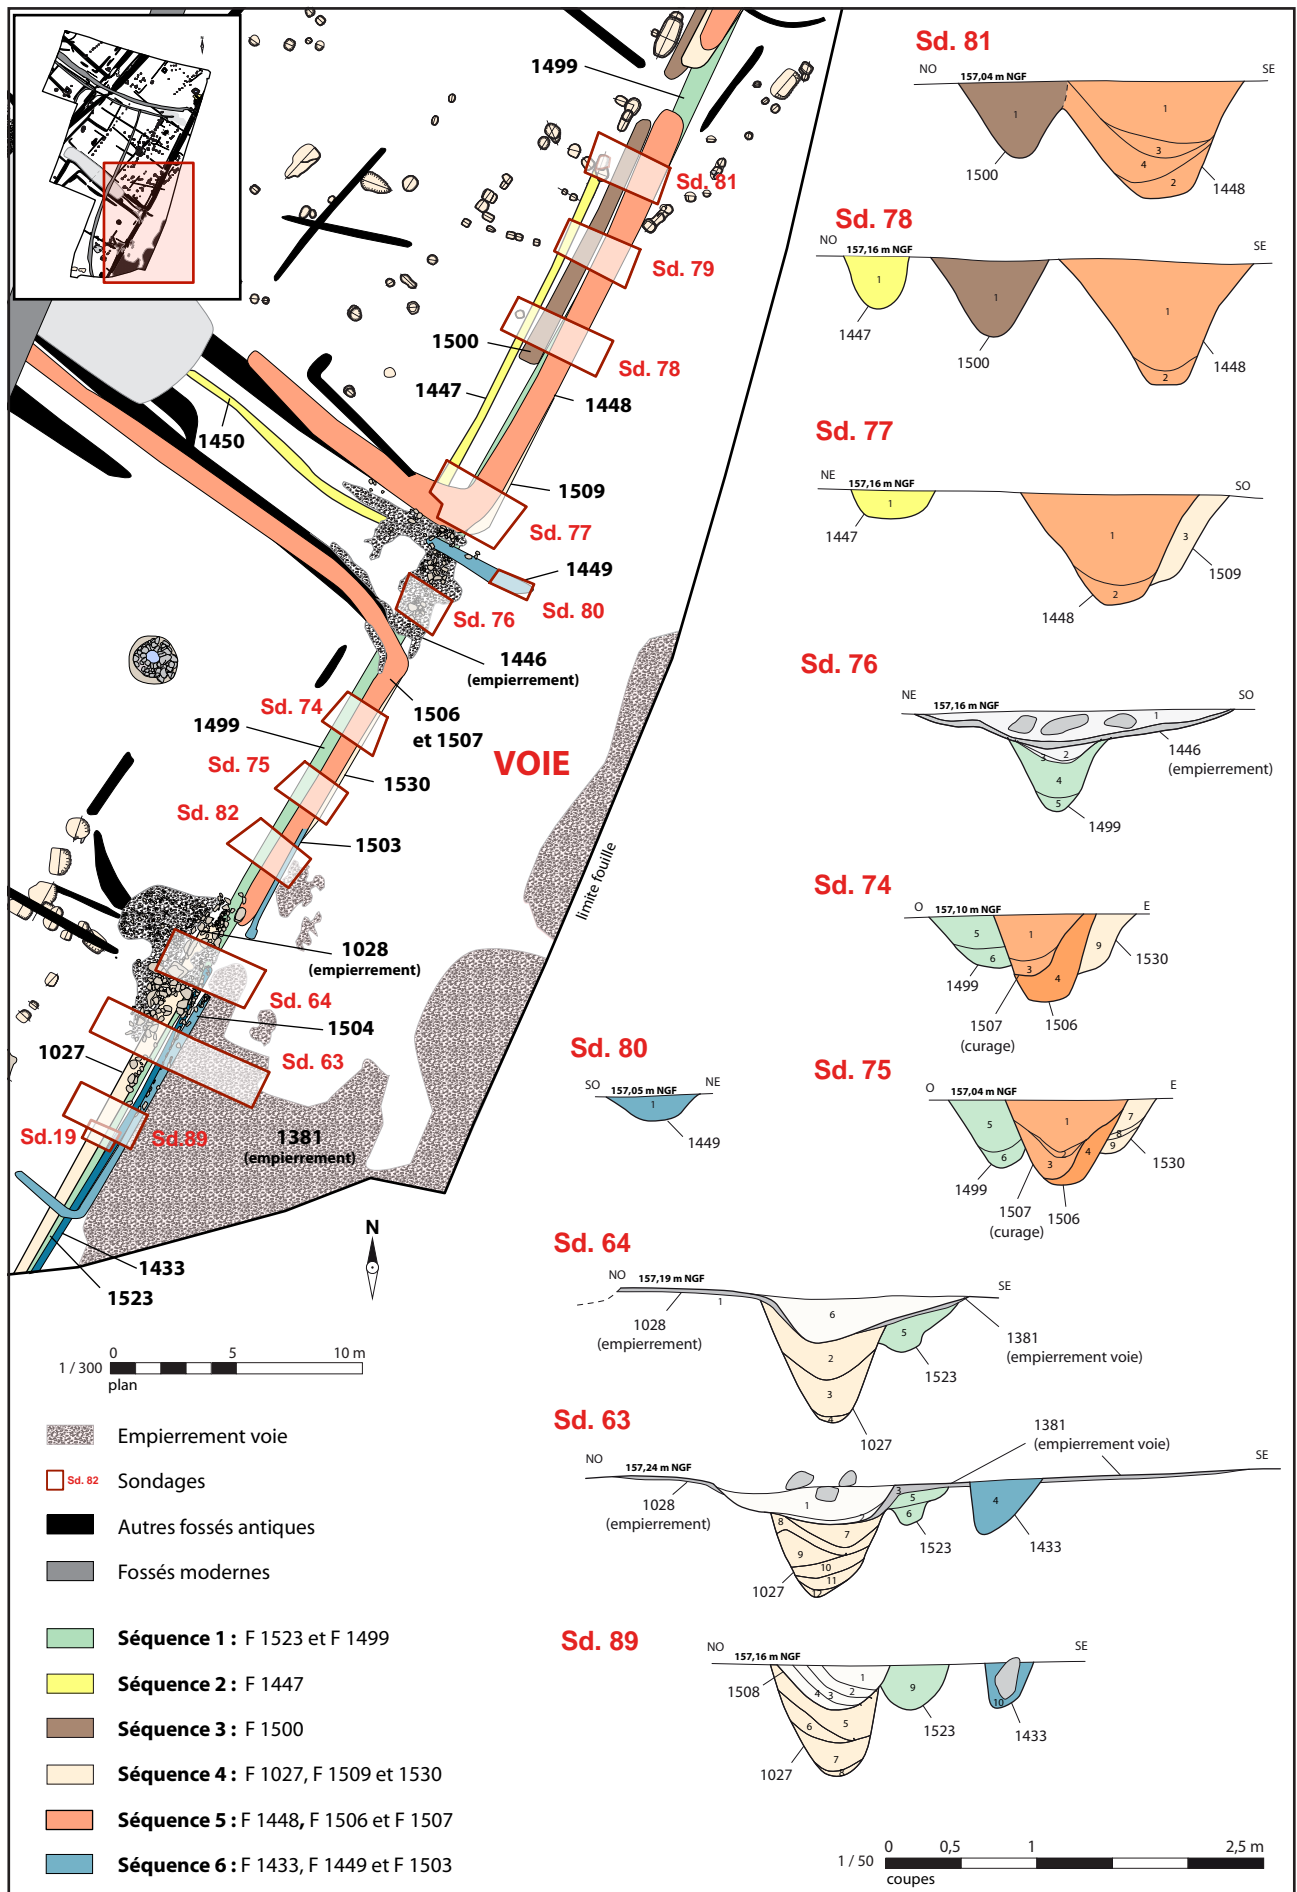 1499
Sd. 81
Sd. 79
1500
Sd. 78
1447
1448
1450
1509
Sd. 77
1449
Sd. 80
Sd. 76
1446
(empierrement)
Sd. 74
1499
1506
et 1507
VOIE
Sd. 75
1530
Sd. 82
1503
limite fouille
1028
(empierrement)
Sd. 64
1504
1027
Sd. 63
Sd.19
Sd 89
1381
(empierrement)
N
1433
1523
1 / 300
0
5
10 m
plan
Empierrement voie
Sd. 82
Sondages
Autres fossés antiques
Fossés modernes
Séquence 1 : F 1523 et F 1499
Séquence 2 : F 1447
Séquence 3 : F 1500
Séquence 4 : F 1027, F 1509 et 1530
Séquence 5 : F 1448, F 1506 et F 1507
Séquence 6 : F 1433, F 1449 et F 1503
Sd. 81
NO
157,04 m NGF
SE
1
1
3
4
2
1500
1448
Sd. 78
NO
157,16 m NGF
SE
1
1
1
2
1447
1500
1448
Sd. 77
NE
157,16 m NGF
SO
1
1
3
2
1447
1509
1448
Sd. 76
NE
157,16 m NGF
SO
1
2
3
4
5
1446
(empierrement)
1499
Sd. 74
O
157,10 m NGF
E
5
1
9
6
3
4
1499
1530
1507
(curage)
1506
Sd. 80
SO
157,05 m NGF
NE
1
1449
Sd. 75
O
157,04 m NGF
E
5
1
7
8
9
2
4
6
3
1499
1530
1507
(curage)
1506
Sd. 64
NO
157,19 m NGF
SE
1
6
5
2
3
4
1028
(empierrement)
1381
(empierrement voie)
1523
1027
Sd. 63
1381
(empierrement voie)
NO
157,24 m NGF
SE
1
3
5
4
2
6
8
7
9
10
11
12
1028
(empierrement)
1523
1433
1027
Sd. 89
NO
157,16 m NGF
SE
1
2
3
4
9
5
6
10
7
8
1508
1523
1433
1027
1 / 50
0
0,5
1
2,5 m
coupes